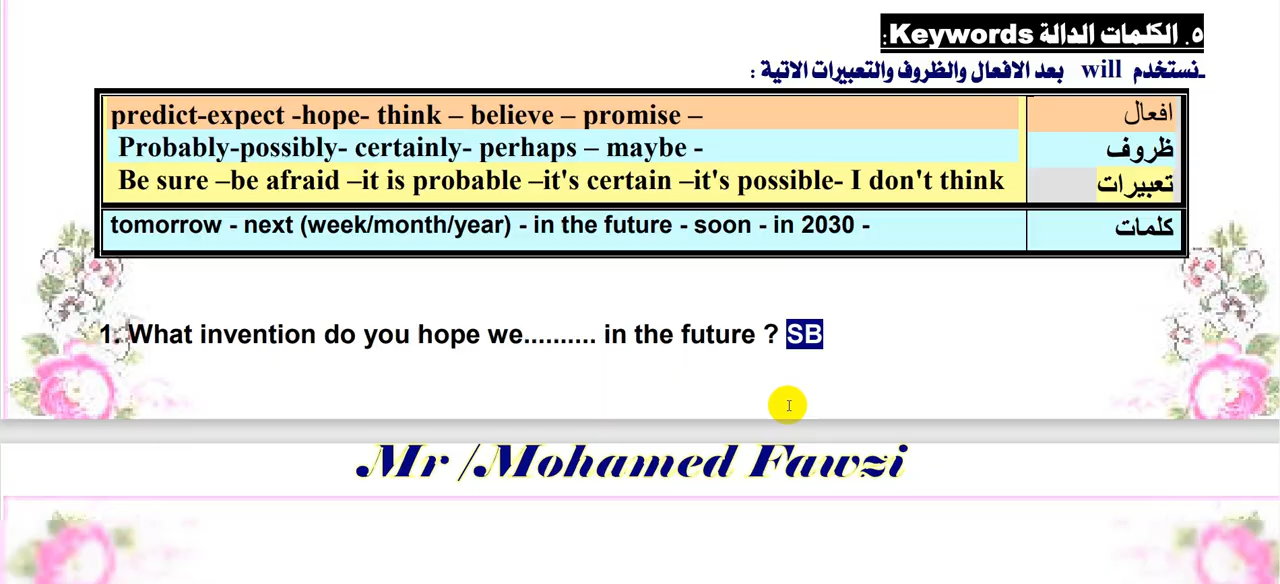 ٥. الكلمات الدالة Keywords:
ـنستخدم will بعد الافعال والظروف والتعبيرات الاتية :
predict-expect -hope- think – believe – promise – افعال
Probably-possibly- certainly- perhaps – maybe - ظروف
Be sure –be afraid –it is probable –it's certain –it's possible- I don't think تعبيرات
tomorrow - next (week/month/year) - in the future - soon - in 2030 - كلمات
1. What invention do you hope we.......... in the future ? SB
Mr /Mohamed Fawzi